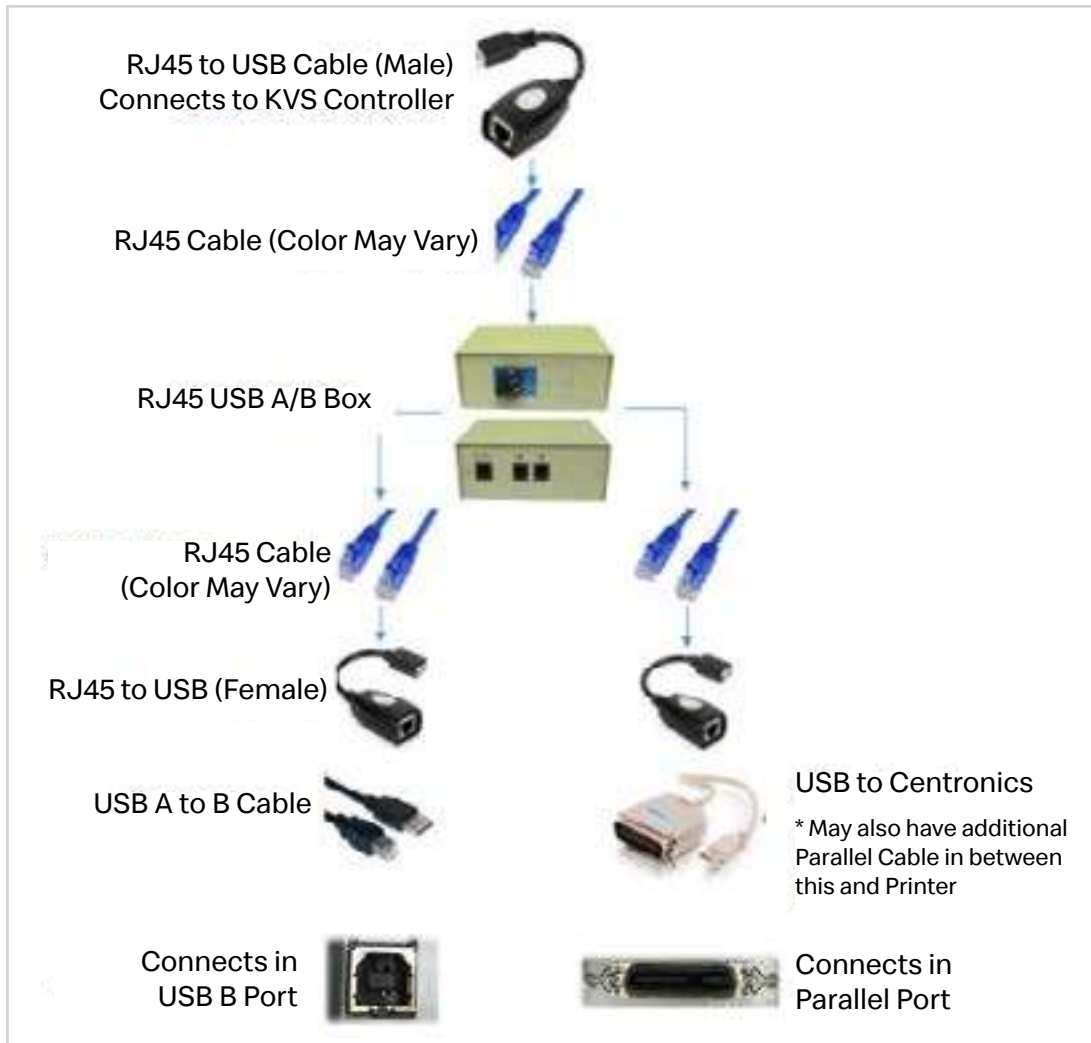 RJ45 to USB Cable (Male)
Connects to KVS Controller
RJ45 Cable (Color May Vary)
RJ45 USB A/B Box
RJ45 Cable
(Color May Vary)
RJ45 to USB (Female)
USB A to B Cable
USB to Centronics
* May also have additional
Parallel Cable in between
this and Printer
Connects in
USB B Port
Connects in
Parallel Port